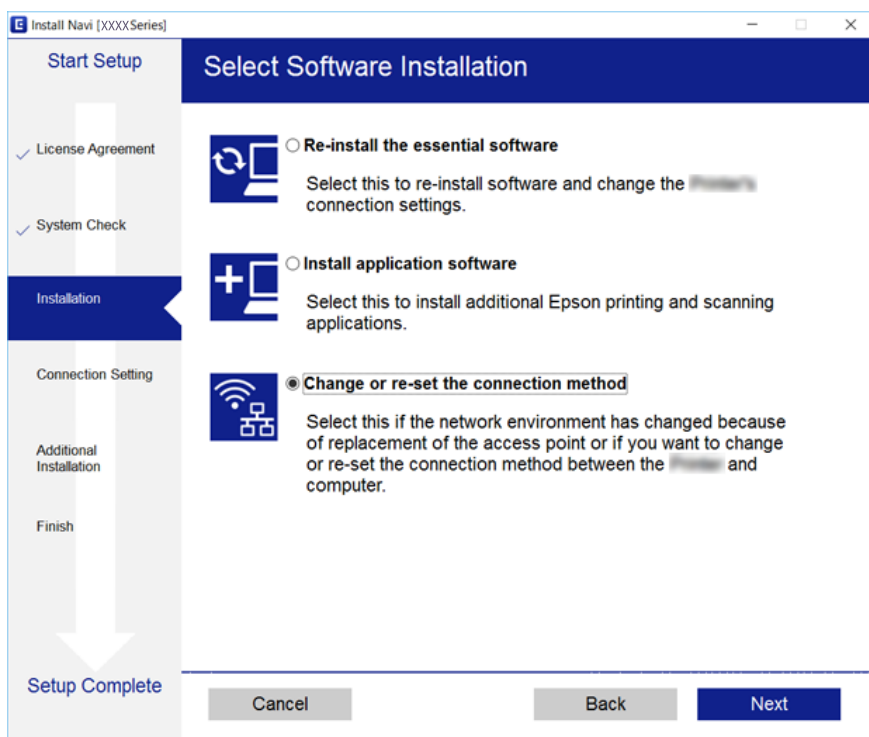 Install Navi [XXXX Series]
Start Setup
License Agreement
System Check
Installation
Connection Setting
Additional
Installation
Finish
Setup Complete
Select Software Installation
Re-install the essential software
Select this to re-install software and change the
connection settings.
Install application software
Select this to install additional Epson printing and scanning
applications.
Change or re-set the connection method
Select this if the network environment has changed because
of replacement of the access point or if you want to change
or re-set the connection method between the and
computer.
Cancel
Back
Next